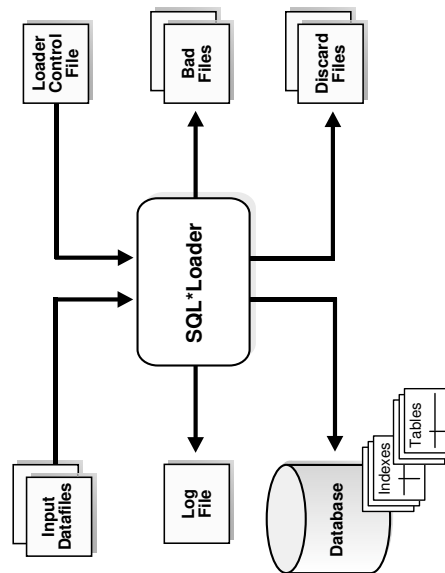 Loader
Control
File
Input
Datafiles
SQL*Loader
Log
File
Bad
Files
Database
Indexes
Tables
Discard Files